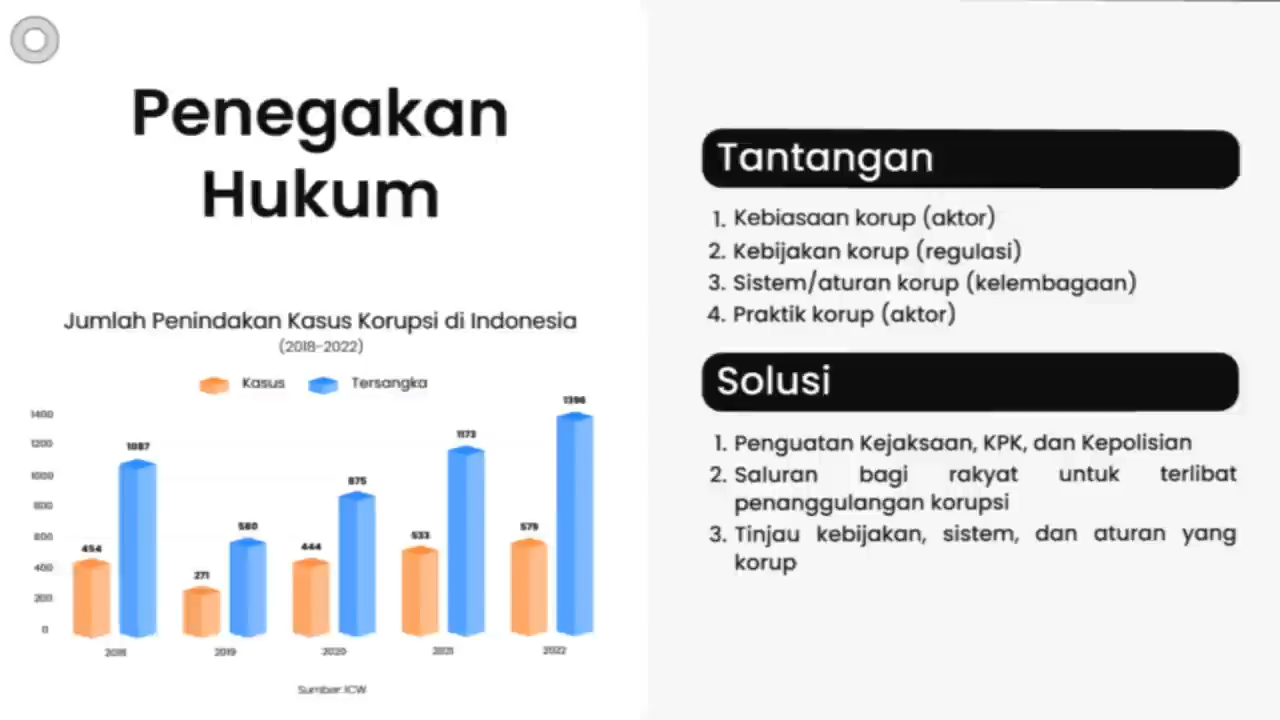 Penegakan
Hukum
Jumlah Penindakan Kasus Korupsi di Indonesia
(2018-2022)
Kasus Tersangka
1400
1200
1000
800
600
400
200
0
454 1087
271 580
444 875
533 1173
579 1396
2018 2019 2020 2021 2022
Sumber: ICW
Tantangan
1. Kebiasaan korup (aktor)
2. Kebijakan korup (regulasi)
3. Sistem/aturan korup (kelembagaan)
4. Praktik korup (aktor)
Solusi
1. Penguatan Kejaksaan, KPK, dan Kepolisian
2. Saluran bagi rakyat untuk terlibat
penanggulangan korupsi
3. Tinjau kebijakan, sistem, dan aturan yang
korup